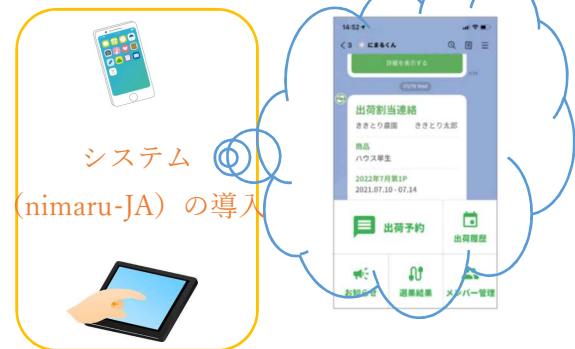 システム
(nimaru-JA）の導入
14:52
< 3 にまるくん
詳細を表示する
出荷割当連絡
ききとり農園 ききとり太郎
商品
ハウス早生
2022年7月第1P
2021.07.10 - 07.14
出荷予約
出荷履歴
お知らせ
選果結果
メンバー管理